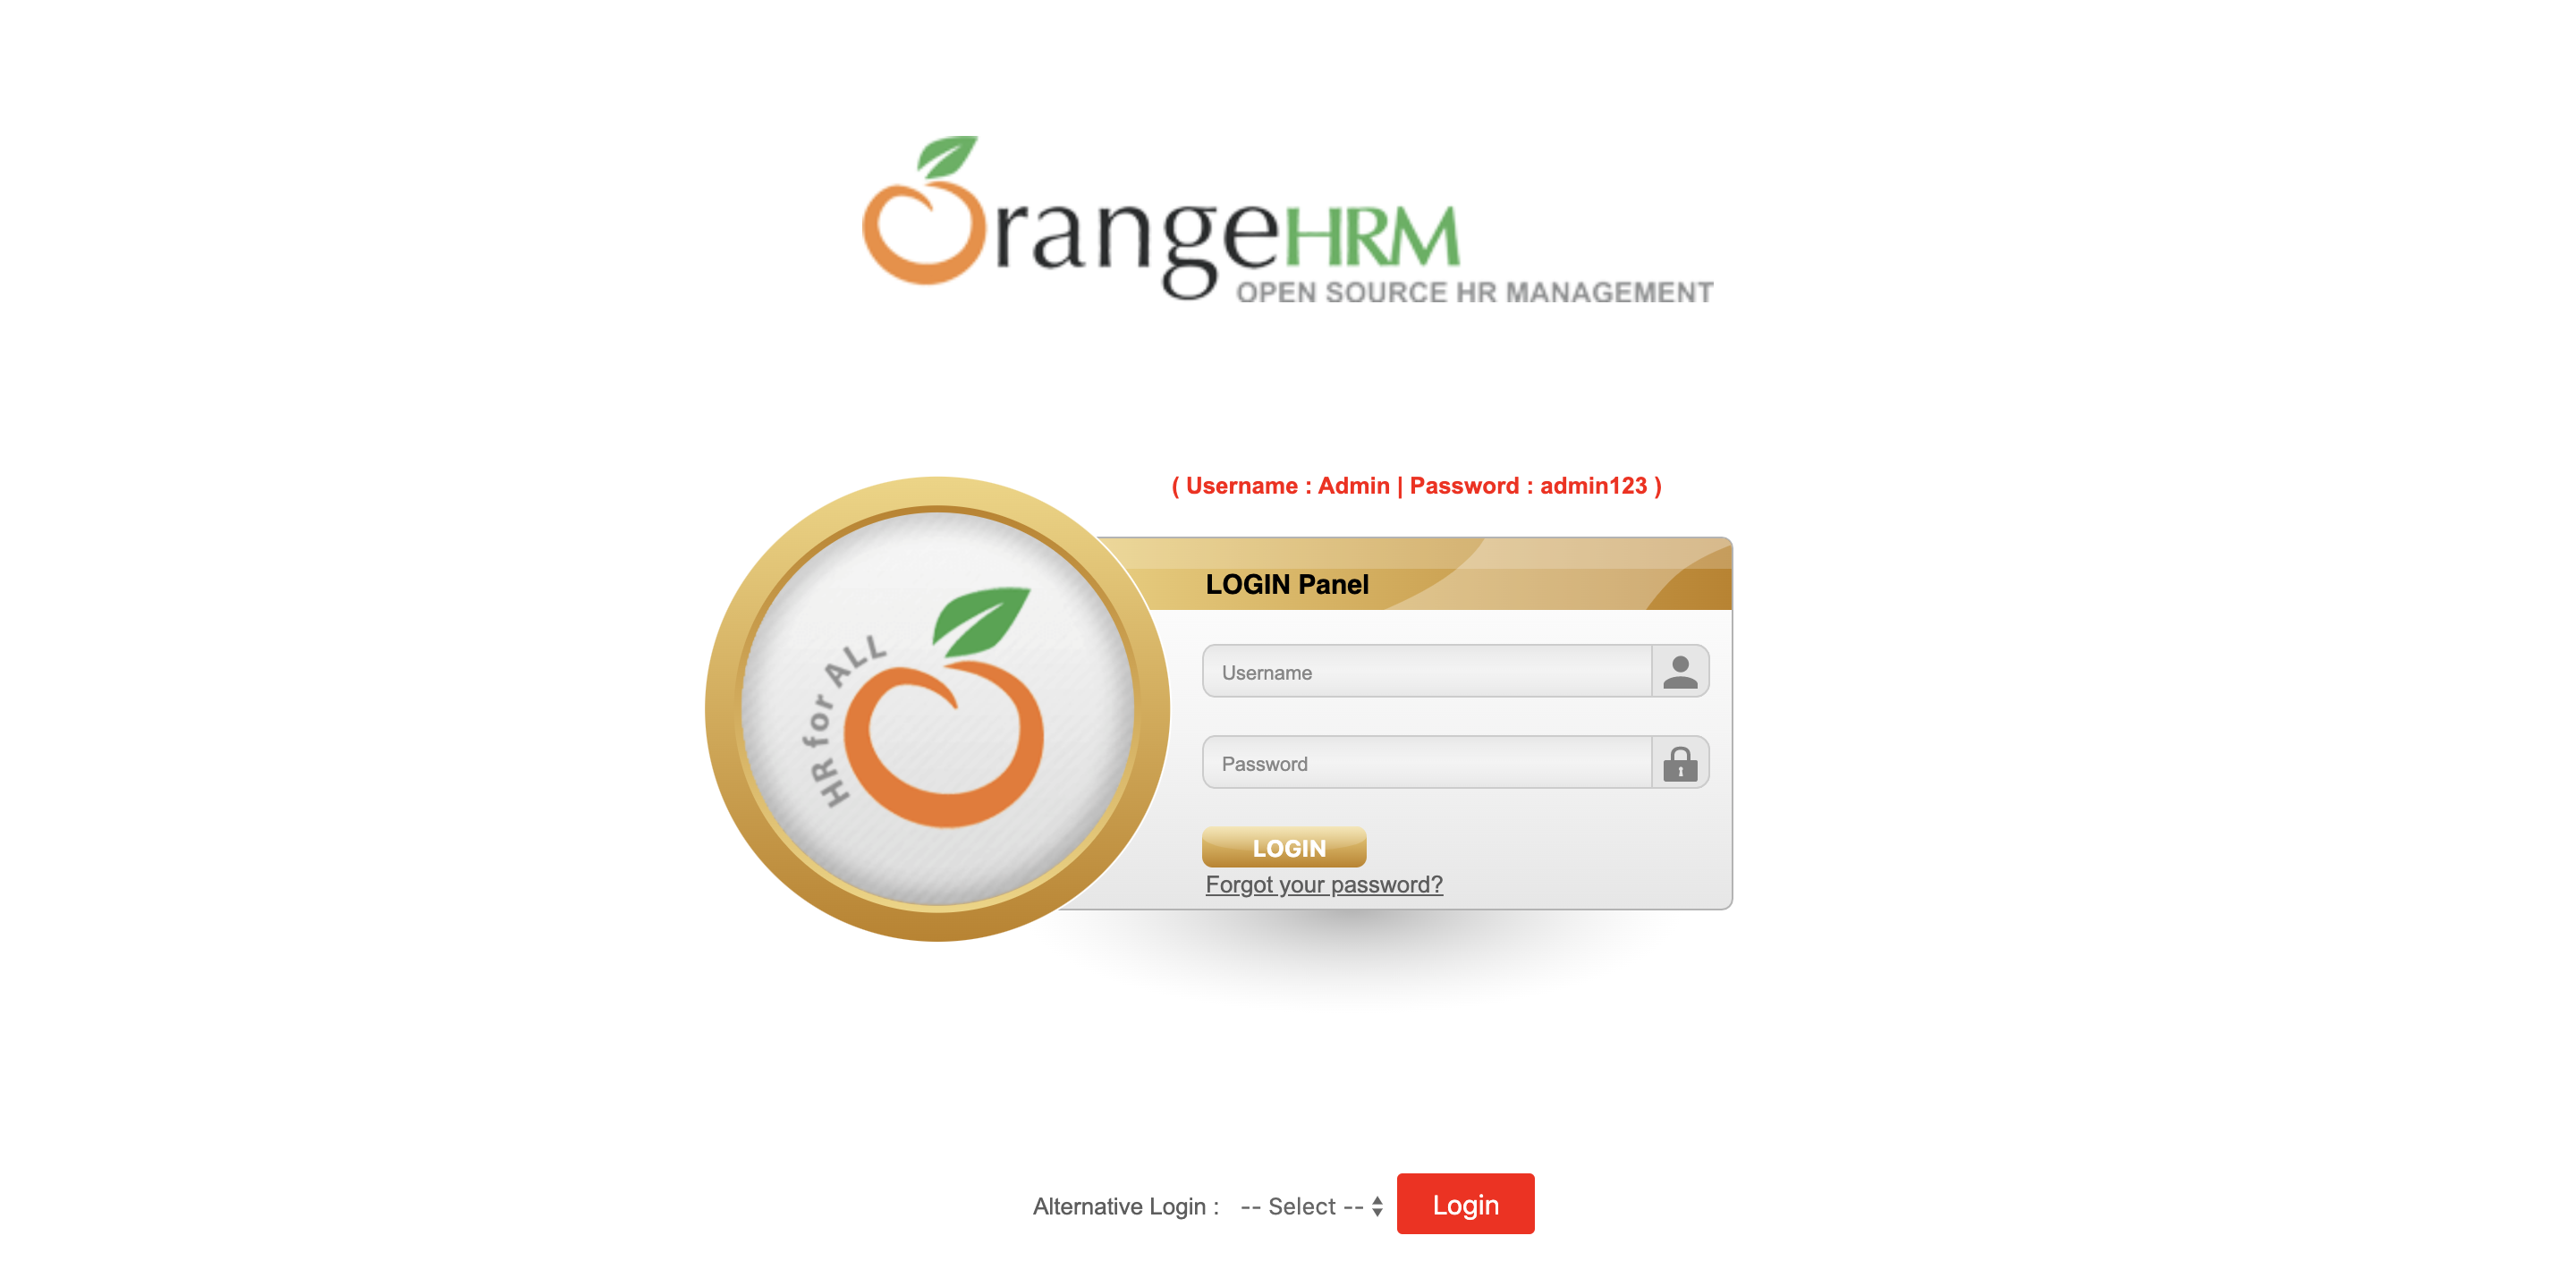 OrangeHRM
OPEN SOURCE HR MANAGEMENT
( Username : Admin | Password : admin123 )
HR for ALL
LOGIN Panel
Username
Password
LOGIN
Forgot your password?
Alternative Login : -- Select -- Login